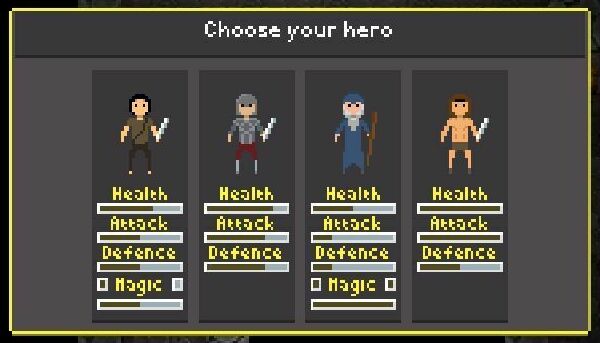 Choose your hero
Health
Attack
Defence
Magic
Health
Attack
Defence
Health
Attack
Defence
Magic
Health
Attack
Defence